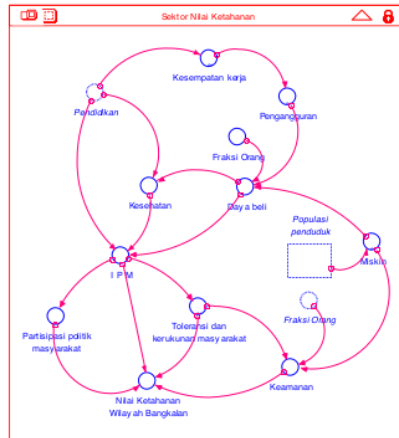 Sektor Nilai Ketahanan
Kesempatan kerja
Pendidikan
Pengangguran
Fraksi Orang
Kesehatan
Daya beli
Populasi
penduduk
Miskin
I P M
Fraksi Orang
Partisipasi politik
masyarakat
Toleransi dan
kerukunan masyarakat
Keamanan
Nilai Ketahanan
Wilayah Bangkalan